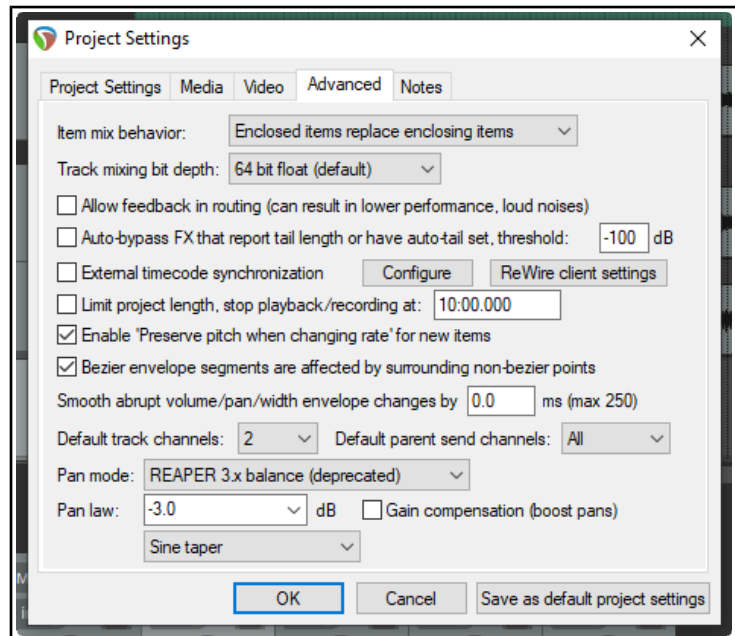 Project Settings
Project Settings Media Video Advanced Notes
Item mix behavior: Enclosed items replace enclosing items
Track mixing bit depth: 64 bit float (default)
Allow feedback in routing (can result in lower performance, loud noises)
Auto-bypass FX that report tail length or have auto-tail set, threshold: -100 dB
External timecode synchronization Configure ReWire client settings
Limit project length, stop playback/recording at: 10:00.000
Enable 'Preserve pitch when changing rate' for new items
Bezier envelope segments are affected by surrounding non-bezier points
Smooth abrupt volume/pan/width envelope changes by 0.0 ms (max 250)
Default track channels: 2 Default parent send channels: All
Pan mode: REAPER 3.x balance (deprecated)
Pan law: -3.0 dB Gain compensation (boost pans)
Sine taper
OK Cancel Save as default project settings